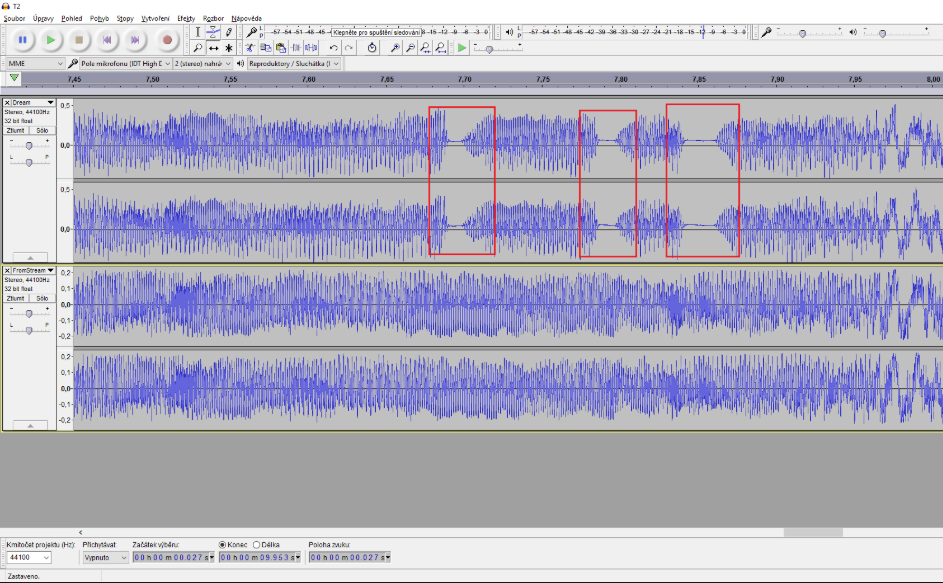 T2
Soubor Úpravy Pohled Pohyb Stopy Vytvoření Efekty Rozbor Nápověda
-57 -54 -51 -48 -45 -4 Klepněte pro spuštění sledování 8 -15 -12 -9 -6 -3 0
-57 -54 -51 -48 -45 -42 -39 -36 -33 -30 -27 -24 -21 -18 -15 -12 -9 -6 -3 0
MME Pole mikrofonu (IDT High D 2 (stereo) nahrá Reproduktory / Sluchátka (I
7,45 7,50 7,55 7,60 7,65 7,70 7,75 7,80 7,85 7,90 7,95 8,00
Dream
Stereo, 44100Hz
32 bit float
Ztlumit Sólo
- +
L P
0,5
0,0
0,5
0,0
FromStream
Stereo, 44100Hz
32 bit float
Ztlumit Sólo
- +
L P
0,2
0,1
0,0
-0,1
-0,2
0,2
0,1
0,0
-0,1
-0,2
Kmitočet projektu (Hz): Přichytávat Začátek výběru: Konec Délka Poloha zvuku:
44100 Vypnuto 00 h 00 m 00.027 s 00 h 00 m 09.953 s 00 h 00 m 00.027 s
Zastaveno.